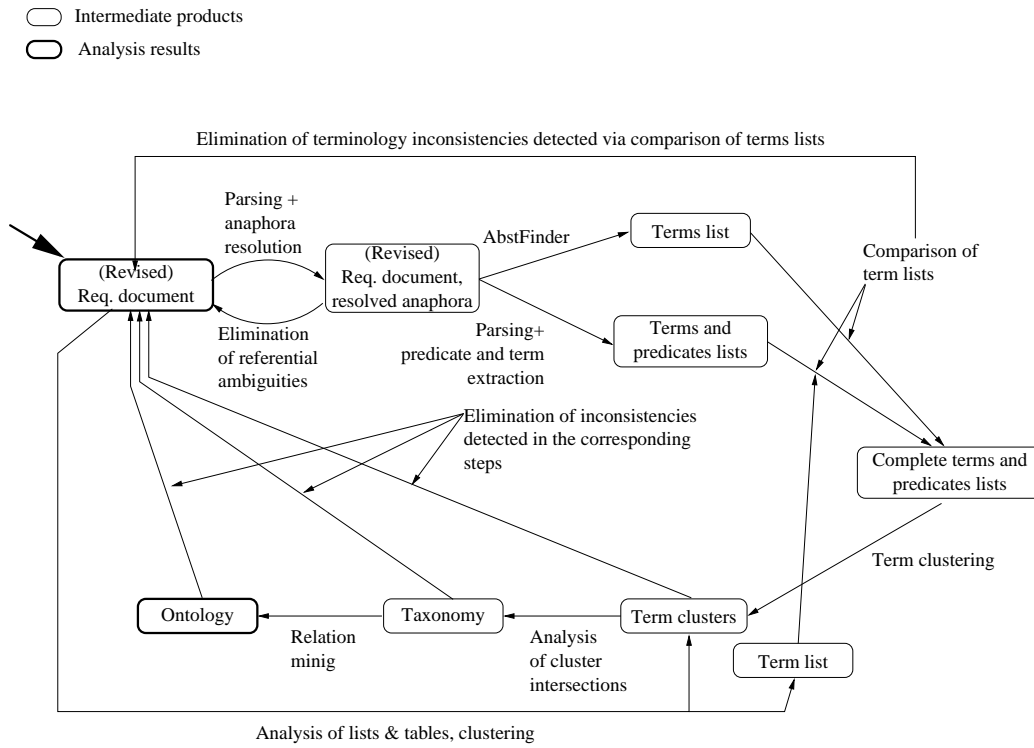 Intermediate products
Analysis results
Elimination of terminology inconsistencies detected via comparison of terms lists
Parsing +
anaphora
resolution
(Revised)
Req. document
(Revised)
Req. document,
resolved anaphora
AbstFinder
Terms list
Comparison of
term lists
Elimination
of referential
ambiguities
Parsing+
predicate and term
extraction
Terms and
predicates lists
Elimination of inconsistencies
detected in the corresponding
steps
Complete terms and
predicates lists
Term clustering
Ontology
Relation
minig
Taxonomy
Analysis
of cluster
intersections
Term clusters
Term list
Analysis of lists & tables, clustering